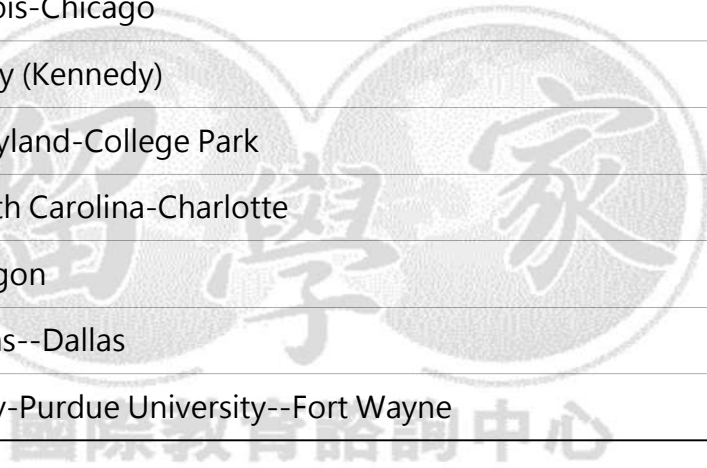 ois-Chicago
y (Kennedy)
yland-College Park
th Carolina-Charlotte
gon
s--Dallas
y-Purdue University--Fort Wayne
留學家
國際教育諮詢中心